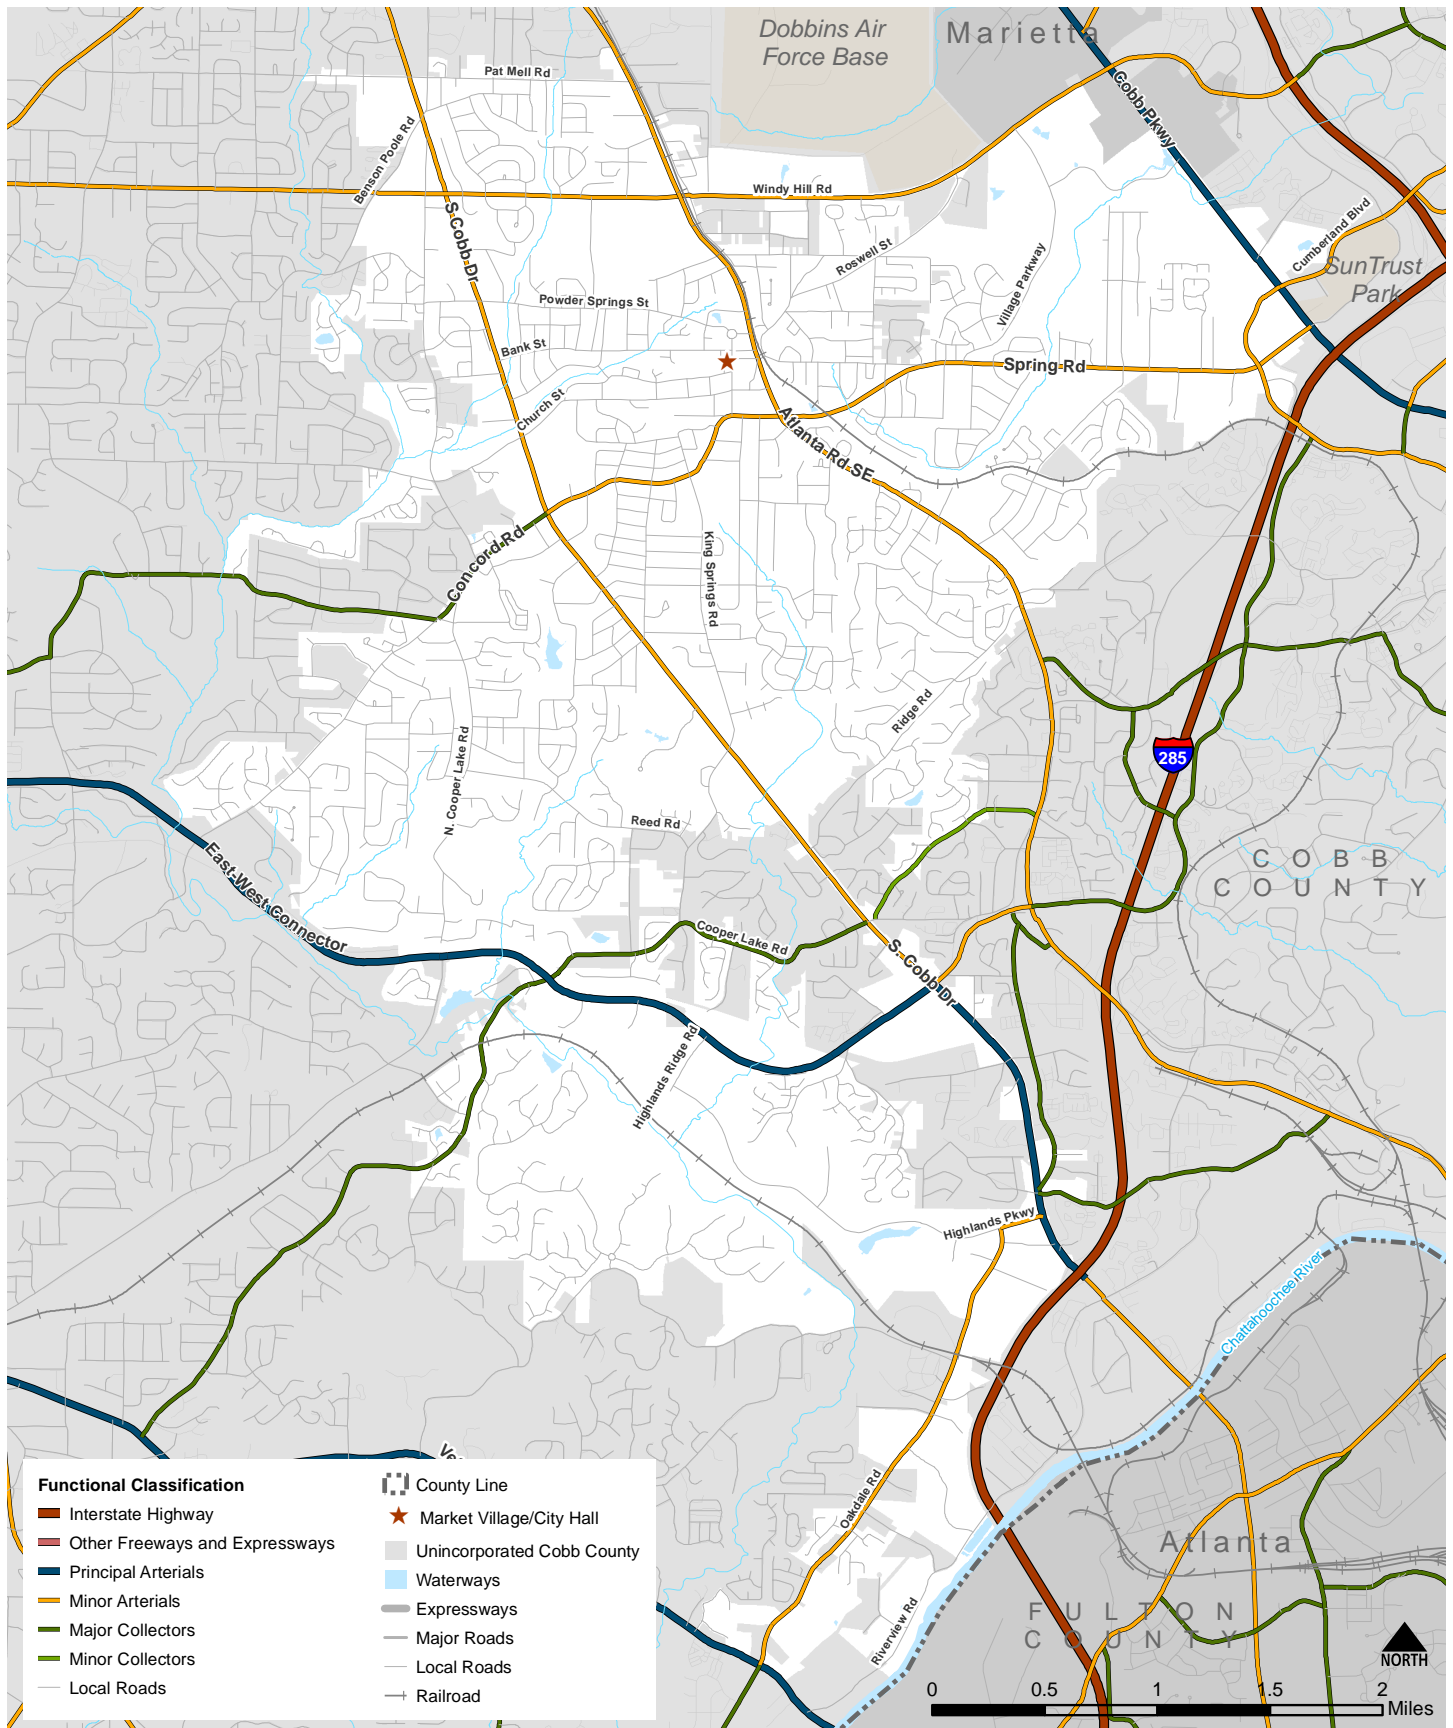 Dobbins Air
Force Base
Marietta
Pat Mell Rd
Cobb Pkwy
Benson Poole Rd
Windy Hill Rd
S Cobb Dr
Roswell St
Cumberland Blvd
SunTrust
Park
Village Parkway
Powder Springs St
Bank St
Spring Rd
Church St
Atlanta Rd SE
Concord Rd
King Springs Rd
Ridge Rd
N. Cooper Lake Rd
285
Reed Rd
East-West Connector
COBB
COUNTY
Cooper Lake Rd
S. Cobb Dr
Highlands Ridge Rd
Highlands Pkwy
Chattahoochee River
Oakdale Rd
Riverview Rd
Atlanta
FULTON
COUNTY
NORTH
0 0.5 1 1.5 2
Miles
Functional Classification
Interstate Highway
Other Freeways and Expressways
Principal Arterials
Minor Arterials
Major Collectors
Minor Collectors
Local Roads
County Line
Market Village/City Hall
Unincorporated Cobb County
Waterways
Expressways
Major Roads
Local Roads
Railroad